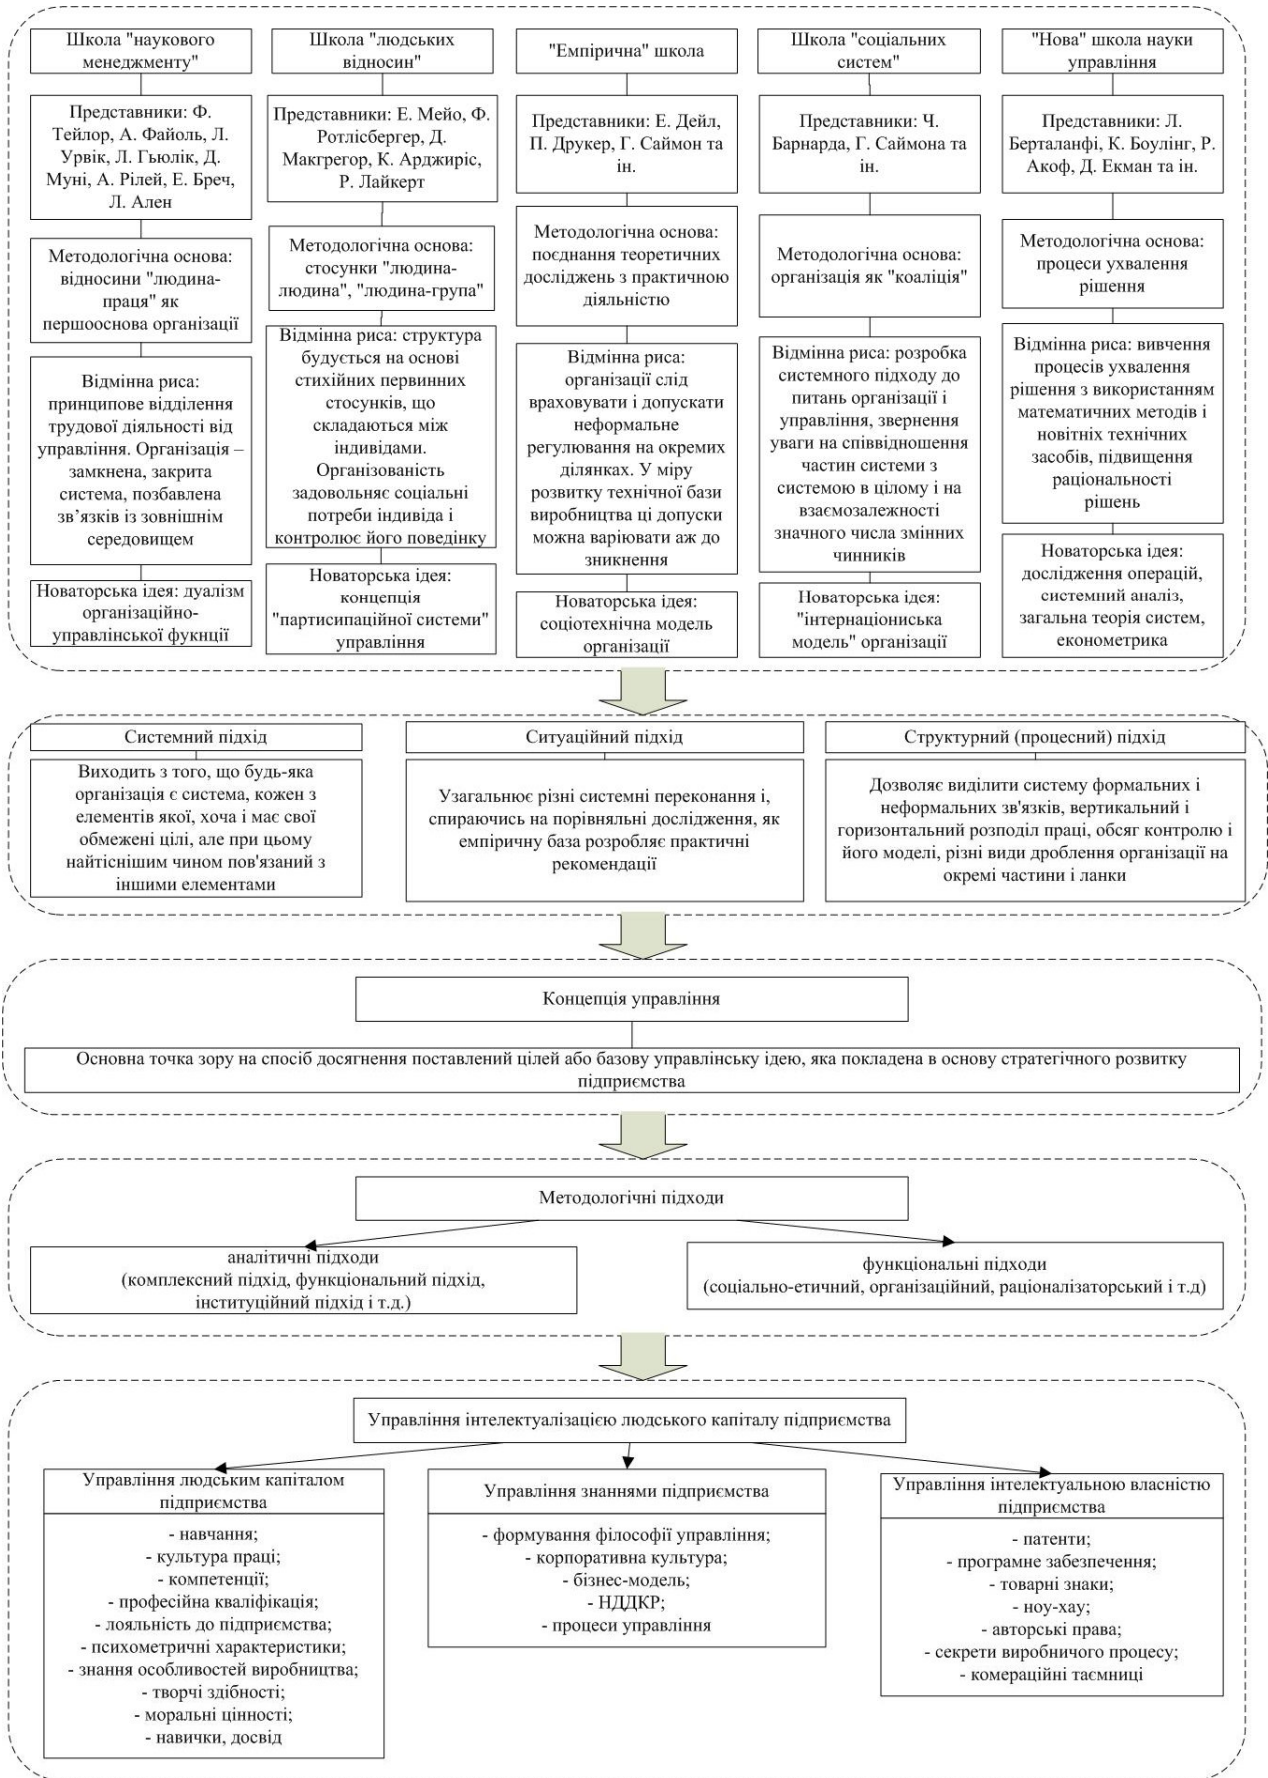 Школа "наукового
менеджменту"
Представники: Ф.
Тейлор, А. Файоль, Л.
Урвік, Л. Гьюлік, Д.
Муні, А. Рілей, Е. Бреч,
Л. Ален
Методологічна основа:
відносини "людина-
праця" як
першооснова організації
Відмінна риса:
принципове відділення
трудової діяльності від
управління. Організація –
замкнена, закрита
система, позбавлена
зв’язків із зовнішнім
середовищем
Новаторська ідея: дуалізм
організаційно-
управлінської фукнції
Школа "людських
відносин"
Представники: Е. Мейо, Ф.
Ротлісбергер, Д.
Макгрегор, К. Арджиріс,
Р. Лайкерт
Методологічна основа:
стосунки "людина-
людина", "людина-група"
Відмінна риса: структура
будується на основі
стихійних первинних
стосунків, що
складаються між
індивідами.
Організованість
задовольняє соціальні
потреби індивіда і
контролює його поведінку
Новаторська ідея:
концепція
"партисипаційної системи"
управління
"Емпірична" школа
Представники: Е. Дейл,
П. Друкер, Г. Саймон та
ін.
Методологічна основа:
поєднання теоретичних
досліджень з практичною
діяльністю
Відмінна риса:
організації слід
враховувати і допускати
неформальне
регулювання на окремих
ділянках. У міру
розвитку технічної бази
виробництва ці допуски
можна варіювати аж до
зникнення
Новаторська ідея:
соціотехнічна модель
організації
Школа "соціальних
систем"
Представники: Ч.
Барнарда, Г. Саймона та
ін.
Методологічна основа:
організація як "коаліція"
Відмінна риса: розробка
системного підходу до
питань організації і
управління, звернення
уваги на співвідношення
частин системи з
системою в цілому і на
взаємозалежності
значного числа змінних
чинників
Новаторська ідея:
"інтернаціониська
модель" організації
"Нова" школа науки
управління
Представники: Л.
Берталанфі, К. Боулінг, Р.
Акоф, Д. Екман та ін.
Методологічна основа:
процеси ухвалення
рішення
Відмінна риса: вивчення
процесів ухвалення
рішення з використанням
математичних методів і
новітніх технічних
засобів, підвищення
раціональності
рішень
Новаторська ідея:
дослідження операцій,
системний аналіз,
загальна теорія систем,
економетрика
Системний підхід
Виходить з того, що будь-яка
організація є система, кожен з
елементів якої, хоча і має свої
обмежені цілі, але при цьому
найтіснішим чином пов'язаний з
іншими елементами
Ситуаційний підхід
Узагальнює різні системні переконання і,
спираючись на порівняльні дослідження, як
емпіричну база розробляє практичні
рекомендації
Структурний (процесний) підхід
Дозволяє виділити систему формальних і
неформальних зв'язків, вертикальний і
горизонтальний розподіл праці, обсяг контролю і
його моделі, різні види дроблення організації на
окремі частини і ланки
Концепція управління
Основна точка зору на спосіб досягнення поставлений цілей або базову управлінську ідею, яка покладена в основу стратегічного розвитку
підприємства
Методологічні підходи
аналітичні підходи
(комплексний підхід, функціональний підхід,
інституційний підхід і т.д.)
функціональні підходи
(соціально-етичний, організаційний, раціоналізаторський і т.д)
Управління інтелектуалізацією людського капіталу підприємства
Управління людським капіталом
підприємства
- навчання;
- культура праці;
- компетенції;
- професійна кваліфікація;
- лояльність до підприємства;
- психометричні характеристики;
- знання особливостей виробництва;
- творчі здібності;
- моральні цінності;
- навички, досвід
Управління знаннями підприємства
- формування філософії управління;
- корпоративна культура;
- бізнес-модель;
- НДДКР;
- процеси управління
Управління інтелектуальною власністю
підприємства
- патенти;
- програмне забезпечення;
- товарні знаки;
- ноу-хау;
- авторські права;
- секрети виробничого процесу;
- комераційні таємниці